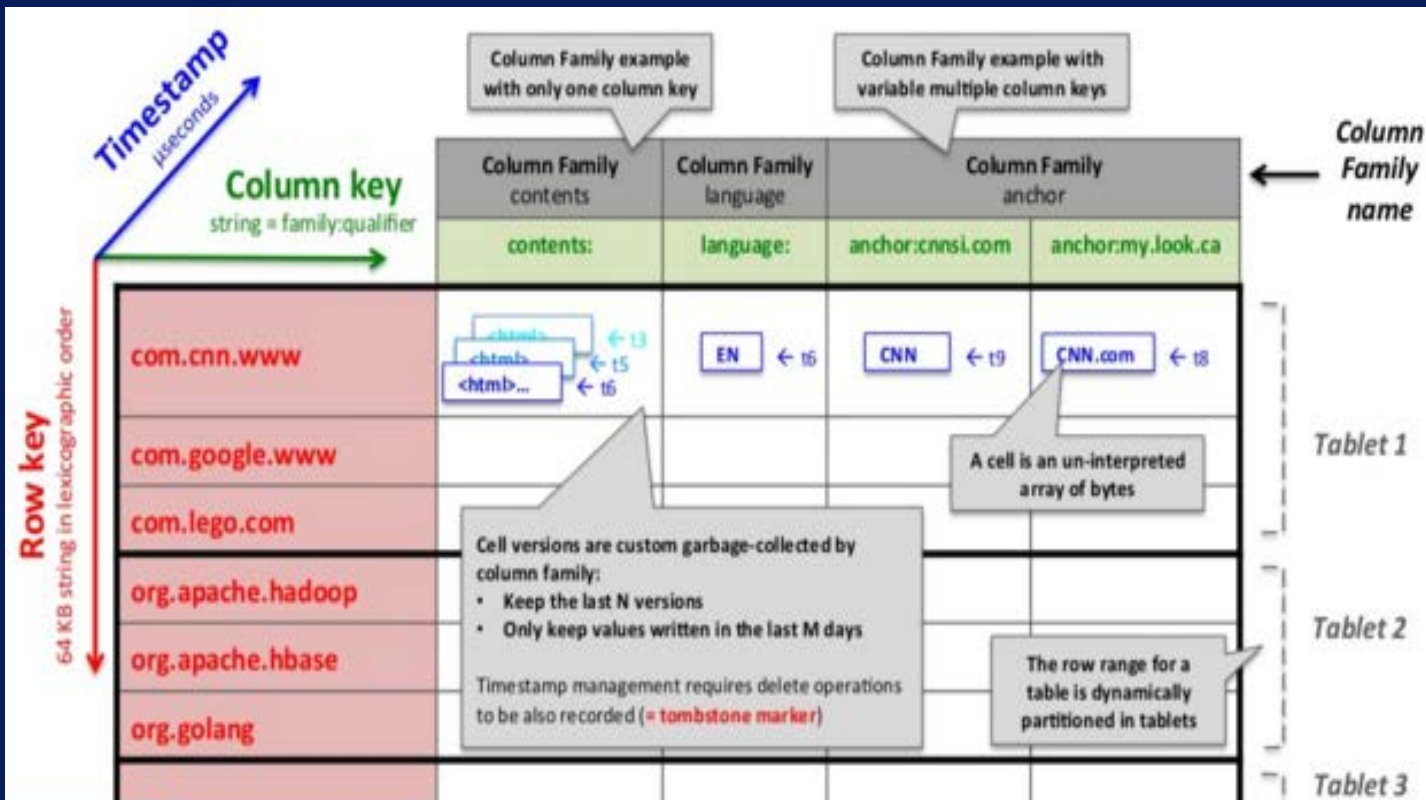 Timestamp
µseconds
Column key
string = family:qualifier
Row key
64 KB string in lexicographic order
Column Family example
with only one column key
Column Family example with
variable multiple column keys
Column
Family
name
Column Family
contents
Column Family
language
Column Family
anchor
contents:
language:
anchor:cnnsi.com
anchor:my.look.ca
com.cnn.www
<html>... ← t3
<html>... ← t5
<html>... ← t6
EN ← t6
CNN ← t9
CNN.com ← t8
com.google.www
A cell is an un-interpreted
array of bytes
Tablet 1
com.lego.com
Cell versions are custom garbage-collected by
column family:
• Keep the last N versions
• Only keep values written in the last M days
Timestamp management requires delete operations
to be also recorded (= tombstone marker)
org.apache.hadoop
org.apache.hbase
org.golang
Tablet 2
The row range for a
table is dynamically
partitioned in tablets
Tablet 3